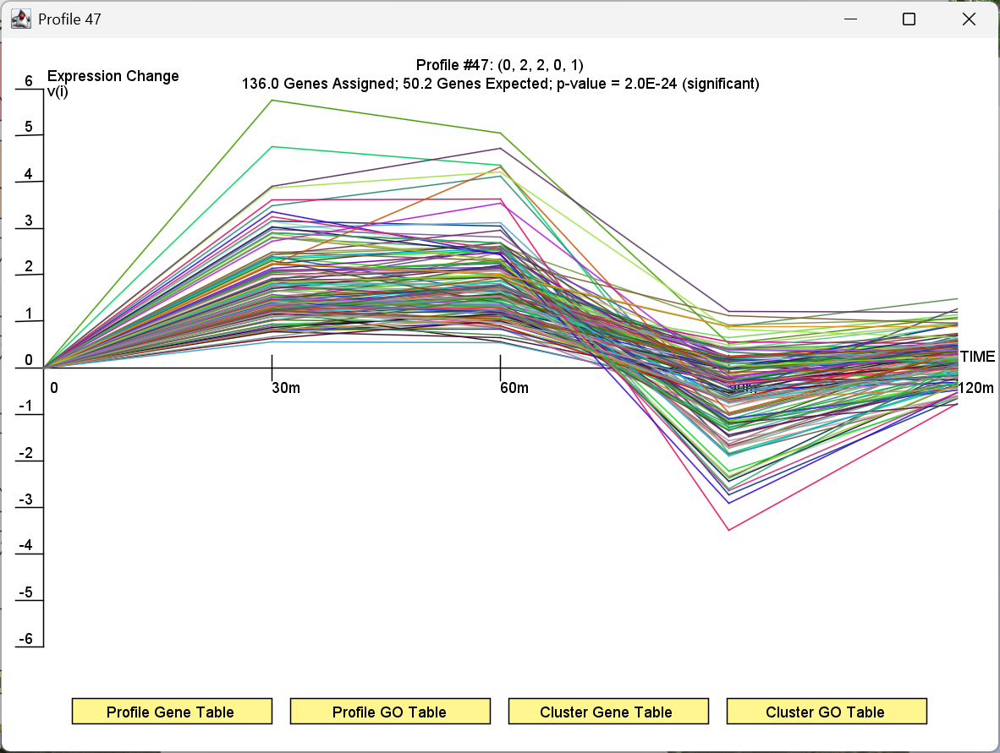 Profile 47
Profile #47: (0, 2, 2, 0, 1)
136.0 Genes Assigned; 50.2 Genes Expected; p-value = 2.0E-24 (significant)
Expression Change
v(i)
6
5
4
3
2
1
0
-1
-2
-3
-4
-5
-6
TIME
0
30m
60m
120m
Profile Gene Table
Profile GO Table
Cluster Gene Table
Cluster GO Table